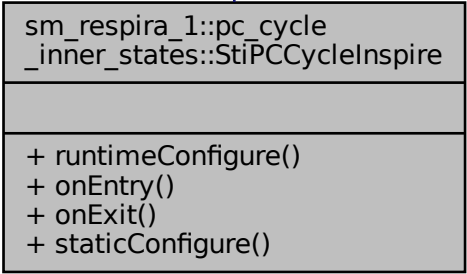 sm_respira_1::pc_cycle
_inner_states::StiPCCycleInspire
+ runtimeConfigure()
+ onEntry()
+ onExit()
+ staticConfigure()